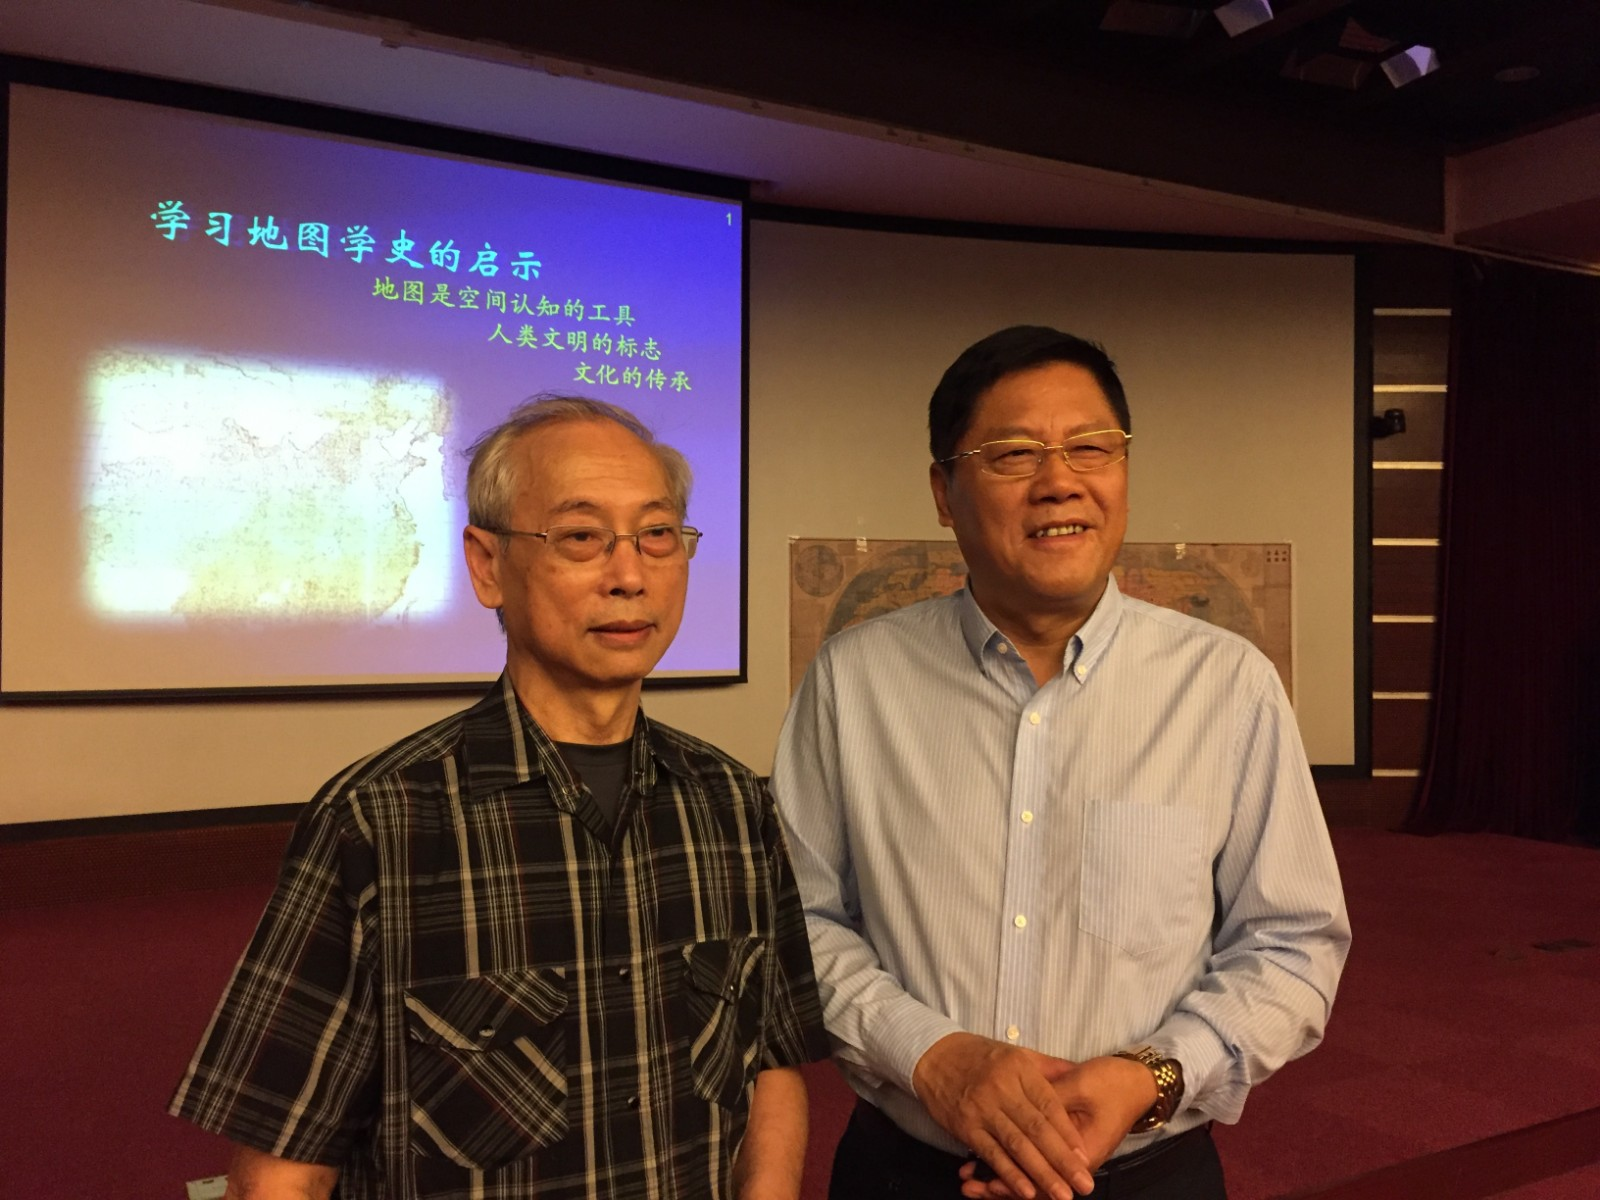 1
学习地图学史的启示
地图是空间认知的工具
人类文明的标志
文化的传承